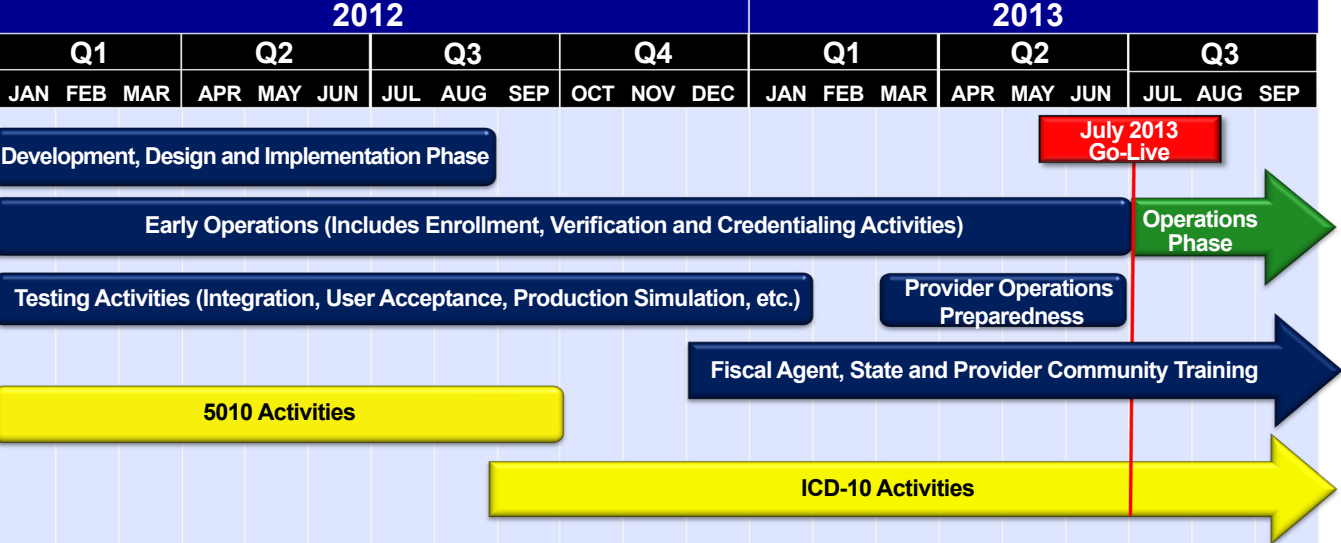 2012 2013
Q1 Q2 Q3 Q4 Q1 Q2 Q3
JAN FEB MAR APR MAY JUN JUL AUG SEP OCT NOV DEC JAN FEB MAR APR MAY JUN JUL AUG SEP
July 2013
Go-Live
Development, Design and Implementation Phase
Early Operations (Includes Enrollment, Verification and Credentialing Activities)
Operations
Phase
Testing Activities (Integration, User Acceptance, Production Simulation, etc.)
Provider Operations
Preparedness
Fiscal Agent, State and Provider Community Training
5010 Activities
ICD-10 Activities